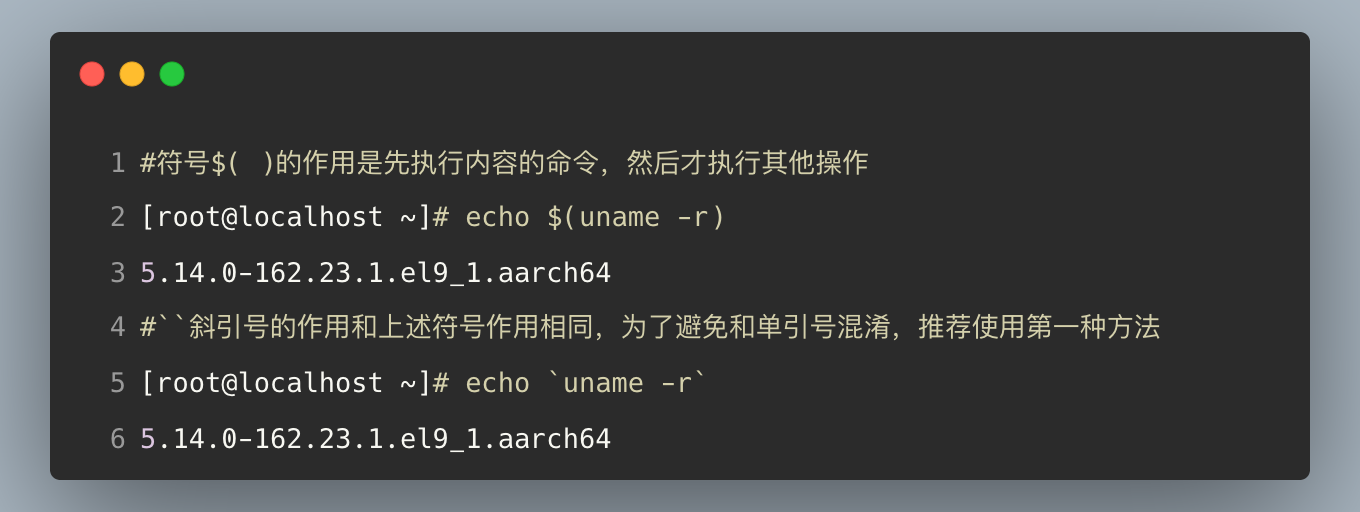 1 #符号$( )的作用是先执行内容的命令，然后才执行其他操作
2 [root@localhost ~]# echo $(uname -r)
3 5.14.0-162.23.1.el9_1.aarch64
4 #``斜引号的作用和上述符号作用相同，为了避免和单引号混淆，推荐使用第一种方法
5 [root@localhost ~]# echo `uname -r`
6 5.14.0-162.23.1.el9_1.aarch64